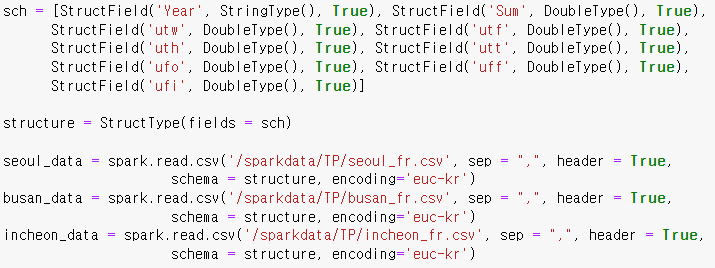 sch = [StructField('Year', StringType(), True), StructField('Sum', DoubleType(), True),
StructField('utw', DoubleType(), True), StructField('utf', DoubleType(), True),
StructField('uth', DoubleType(), True), StructField('utt', DoubleType(), True),
StructField('ufo', DoubleType(), True), StructField('uff', DoubleType(), True),
StructField('ufi', DoubleType(), True)]
structure = StructType(fields = sch)
seoul_data = spark.read.csv('/sparkdata/TP/seoul_fr.csv', sep = ",", header = True,
schema = structure, encoding='euc-kr')
busan_data = spark.read.csv('/sparkdata/TP/busan_fr.csv', sep = ",", header = True,
schema = structure, encoding='euc-kr')
incheon_data = spark.read.csv('/sparkdata/TP/incheon_fr.csv', sep = ",", header = True,
schema = structure, encoding='euc-kr')